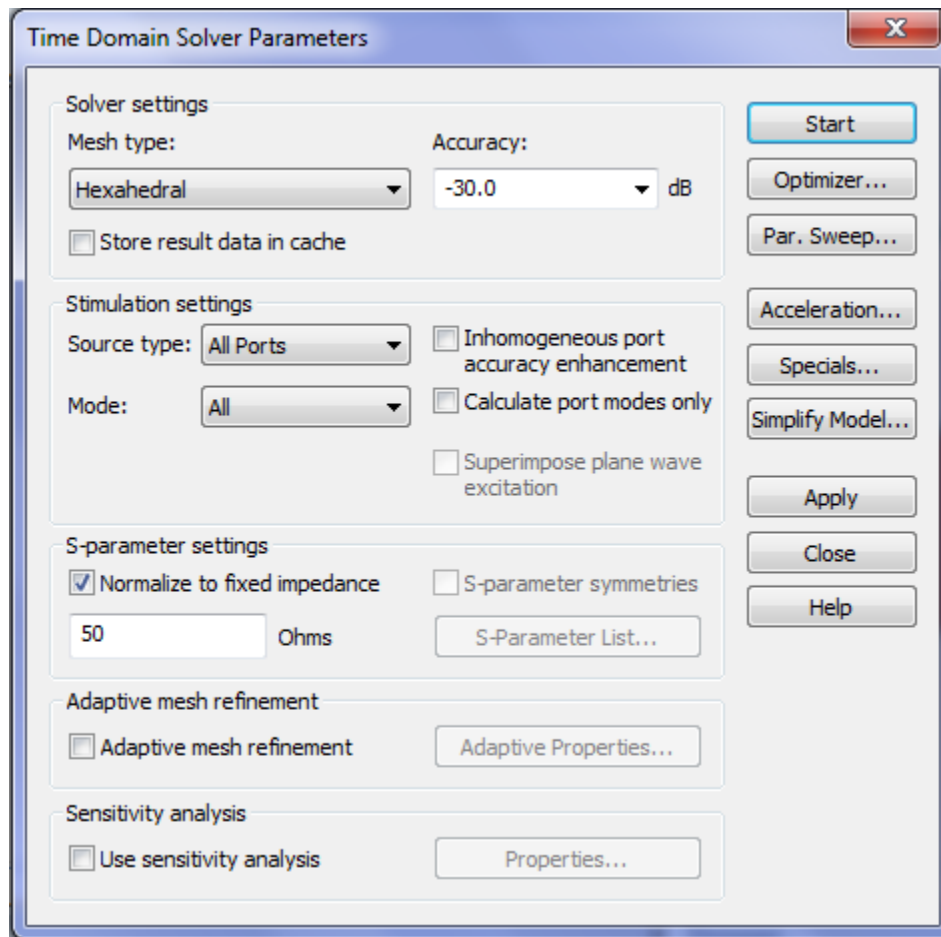 Time Domain Solver Parameters
Solver settings
Mesh type:
Accuracy:
Hexahedral
-30.0
dB
Store result data in cache
Stimulation settings
Source type:
All Ports
Inhomogeneous port
accuracy enhancement
Mode:
All
Calculate port modes only
Superimpose plane wave
excitation
S-parameter settings
Normalize to fixed impedance
S-parameter symmetries
50
Ohms
S-Parameter List...
Adaptive mesh refinement
Adaptive mesh refinement
Adaptive Properties...
Sensitivity analysis
Use sensitivity analysis
Properties...
Start
Optimizer...
Par. Sweep...
Acceleration...
Specials...
Simplify Model...
Apply
Close
Help